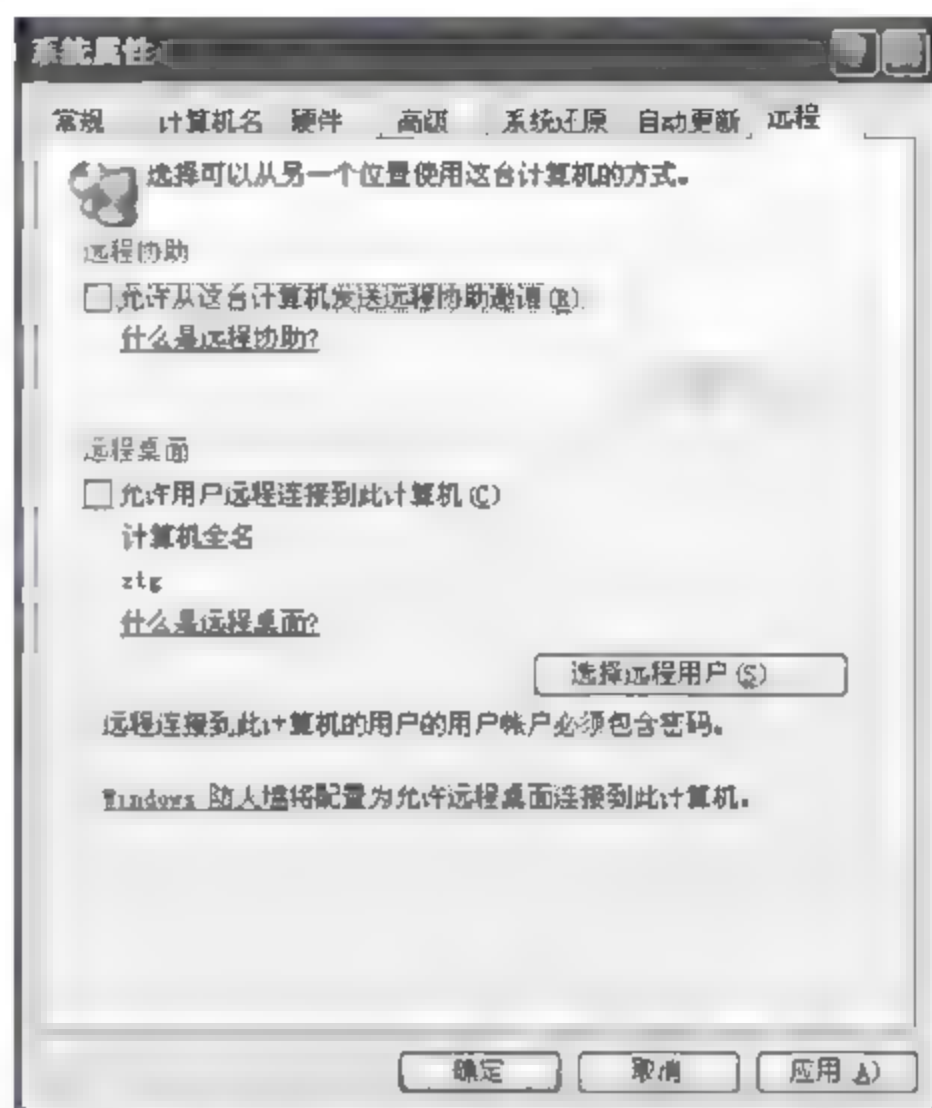 系统属性
常规 计算机名 硬件 高级 系统还原 自动更新 远程
选择可以从另一个位置使用这台计算机的方式。
远程协助
允许从这台计算机发送远程协助邀请(R)
什么是远程协助?
远程桌面
允许用户远程连接到此计算机(C)
计算机全名
ztg
什么是远程桌面?
选择远程用户(S)
远程连接到此计算机的用户的用户帐户必须包含密码。
Windows 防火墙将配置为允许远程桌面连接到此计算机。
确定 取消 应用 A)